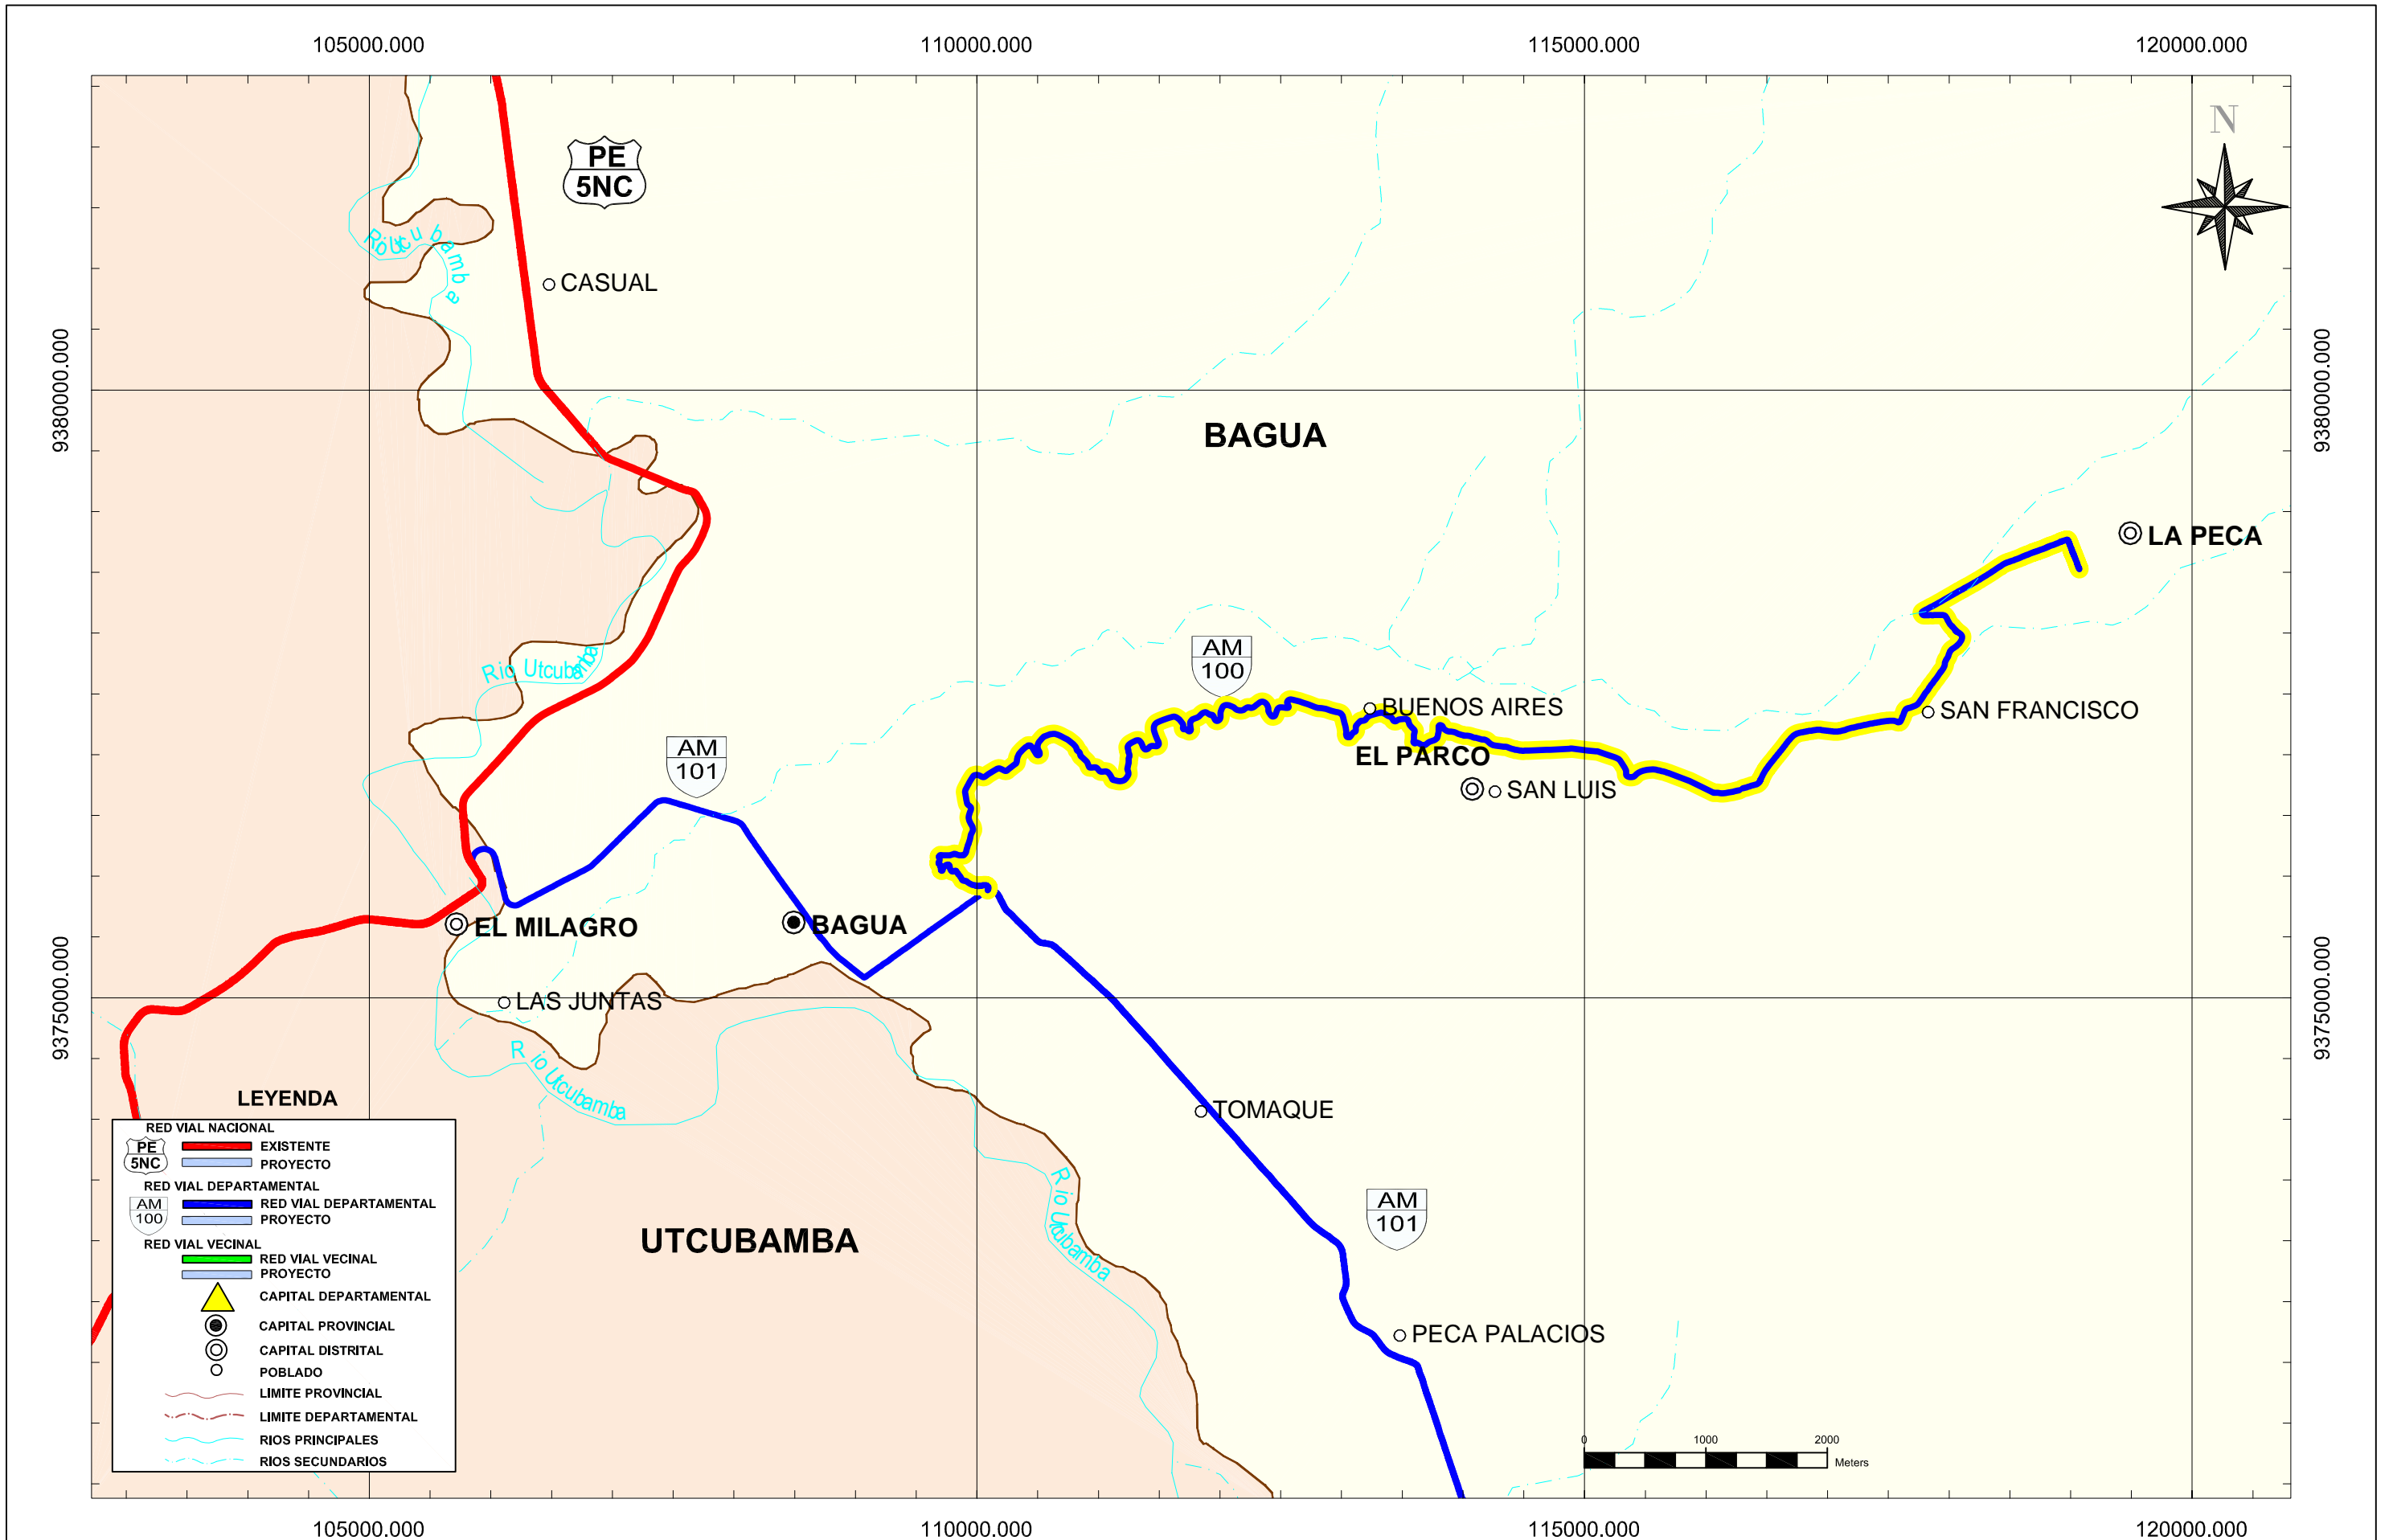 105000.000
110000.000
115000.000
120000.000
N
PE
5NC
Rio Utcubamba
CASUAL
9380000.000
9380000.000
BAGUA
LA PECA
Rio Utcubamba
AM
100
BUENOS AIRES
SAN FRANCISCO
AM
101
EL PARCO
SAN LUIS
EL MILAGRO
BAGUA
LAS JUNTAS
9375000.000
9375000.000
Rio Utcubamba
TOMAQUE
Rio Utcubamba
AM
101
UTCUBAMBA
PECA PALACIOS
LEYENDA
RED VIAL NACIONAL
PE
5NC
EXISTENTE
PROYECTO
RED VIAL DEPARTAMENTAL
AM
100
RED VIAL DEPARTAMENTAL
PROYECTO
RED VIAL VECINAL
RED VIAL VECINAL
PROYECTO
CAPITAL DEPARTAMENTAL
CAPITAL PROVINCIAL
CAPITAL DISTRITAL
POBLADO
LIMITE PROVINCIAL
LIMITE DEPARTAMENTAL
RIOS PRINCIPALES
RIOS SECUNDARIOS
0 1000 2000
Meters
105000.000
110000.000
115000.000
120000.000